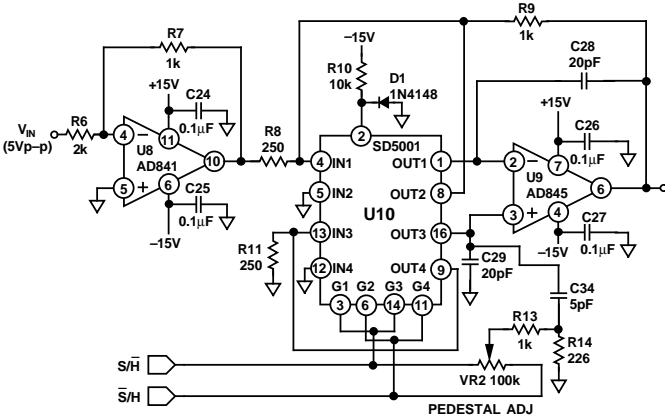 R9
1k
C28
20pF
R7
1k
–15V
R10
10k
D1
1N4148
+15V
C24
0.1µF
+15V
C26
0.1µF
VIN
(5Vp–p)
R6
2k
4
–
11
U8
AD841
10
5
+
6
C25
0.1µF
–15V
R8
250
2
SD5001
4
IN1
OUT1
1
5
IN2
OUT2
8
U10
13
IN3
OUT3
16
12
IN4
OUT4
9
G1
G2
G3
G4
3
6
14
11
R11
250
2
–
7
U9
AD845
6
3
+
4
–15V
C27
0.1µF
C29
20pF
C34
5pF
R13
1k
R14
226
S/H̅
S̅/H
VR2 100k
PEDESTAL ADJ